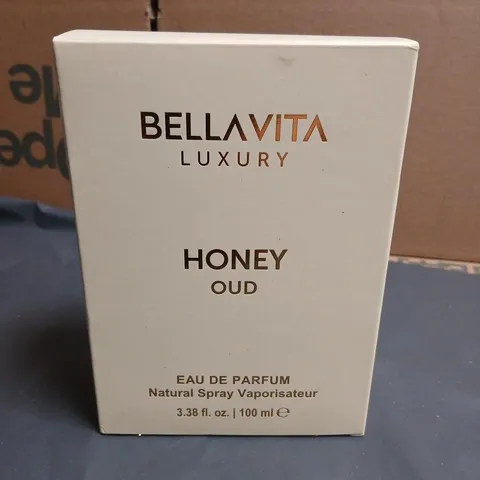 BELLAVITA
LUXURY
HONEY
OUD
EAU DE PARFUM
Natural Spray Vaporisateur
3.38 fl. oz. | 100 ml ℮